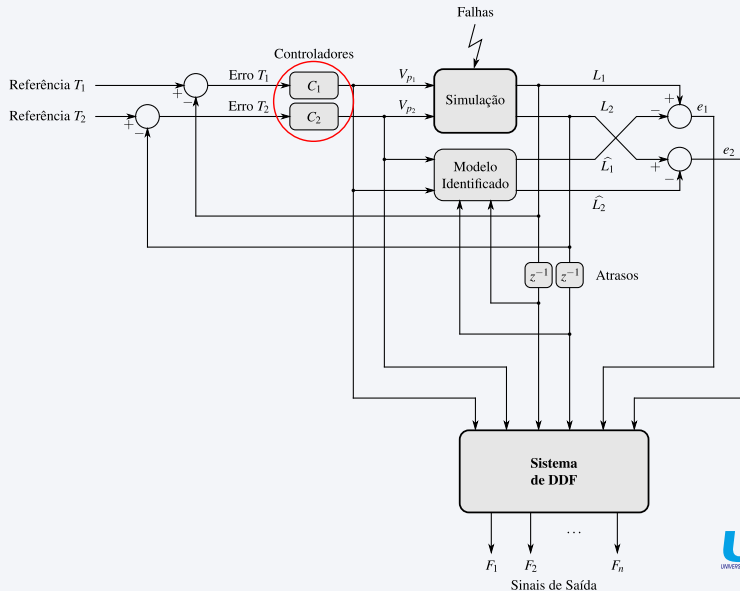 Falhas
Controladores
Referência T₁
+
−
Erro T₁
C₁
Vₚ₁
Simulação
L₁
+
−
e₁
Referência T₂
+
−
Erro T₂
C₂
Vₚ₂
L₂
Modelo
Identificado
L̂₁
+
−
e₂
L̂₂
z⁻¹
z⁻¹
Atrasos
Sistema
de DDF
...
F₁
F₂
Fₙ
Sinais de Saída